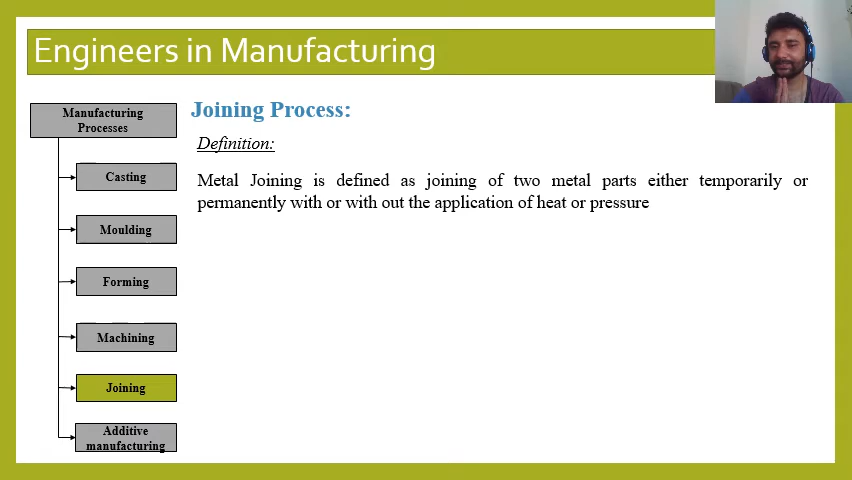 Engineers in Manufacturing
Manufacturing
Processes
Casting
Moulding
Forming
Machining
Joining
Additive
manufacturing
Joining Process:
Definition:
Metal Joining is defined as joining of two metal parts either temporarily or
permanently with or with out the application of heat or pressure